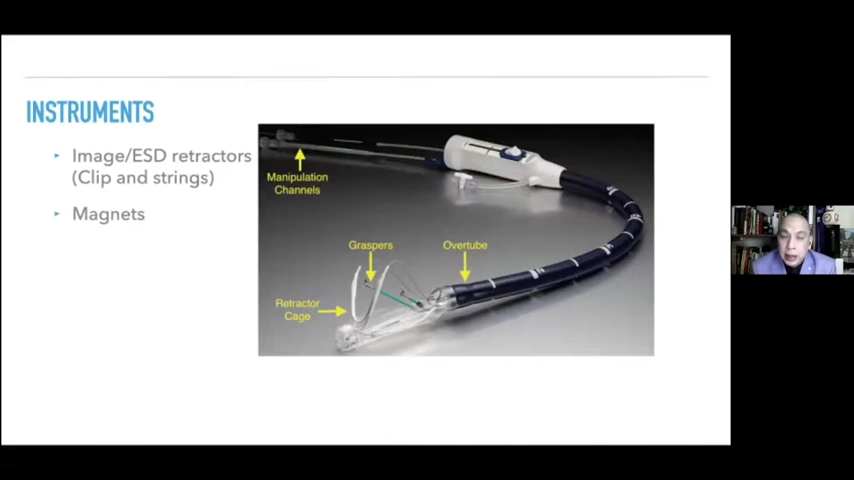 INSTRUMENTS
Image/ESD retractors
(Clip and strings)
Magnets
Manipulation
Channels
Graspers
Overtube
Retractor
Cage